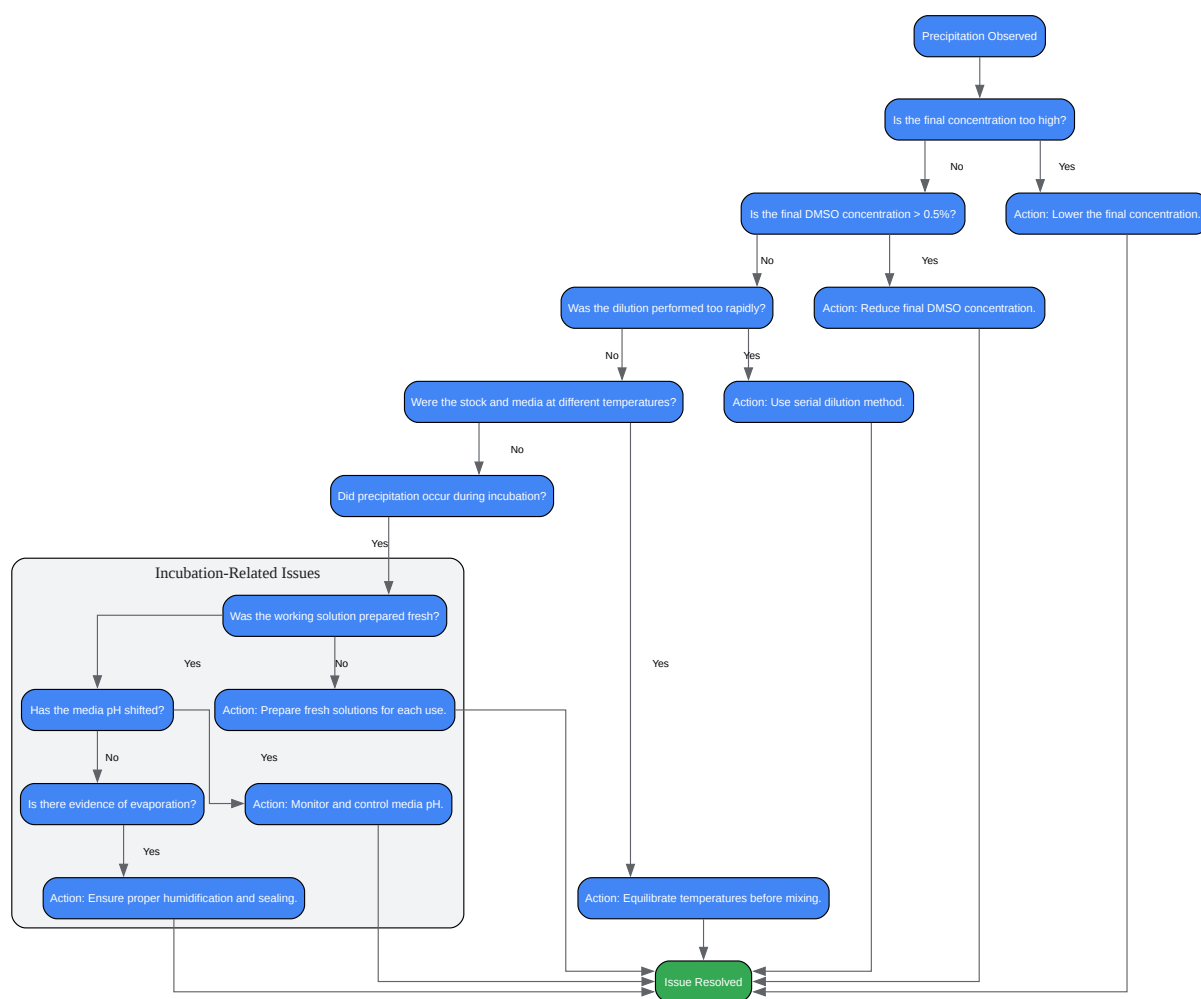 Precipitation Observed
Is the final concentration too high?
No
Yes
Is the final DMSO concentration > 0.5%?
Action: Lower the final concentration.
No
Yes
Was the dilution performed too rapidly?
Action: Reduce final DMSO concentration.
No
Yes
Were the stock and media at different temperatures?
Action: Use serial dilution method.
No
Did precipitation occur during incubation?
Yes
Incubation-Related Issues
Was the working solution prepared fresh?
Yes
No
Yes
Has the media pH shifted?
Action: Prepare fresh solutions for each use.
No
Yes
Is there evidence of evaporation?
Action: Monitor and control media pH.
Yes
Action: Ensure proper humidification and sealing.
Action: Equilibrate temperatures before mixing.
Issue Resolved